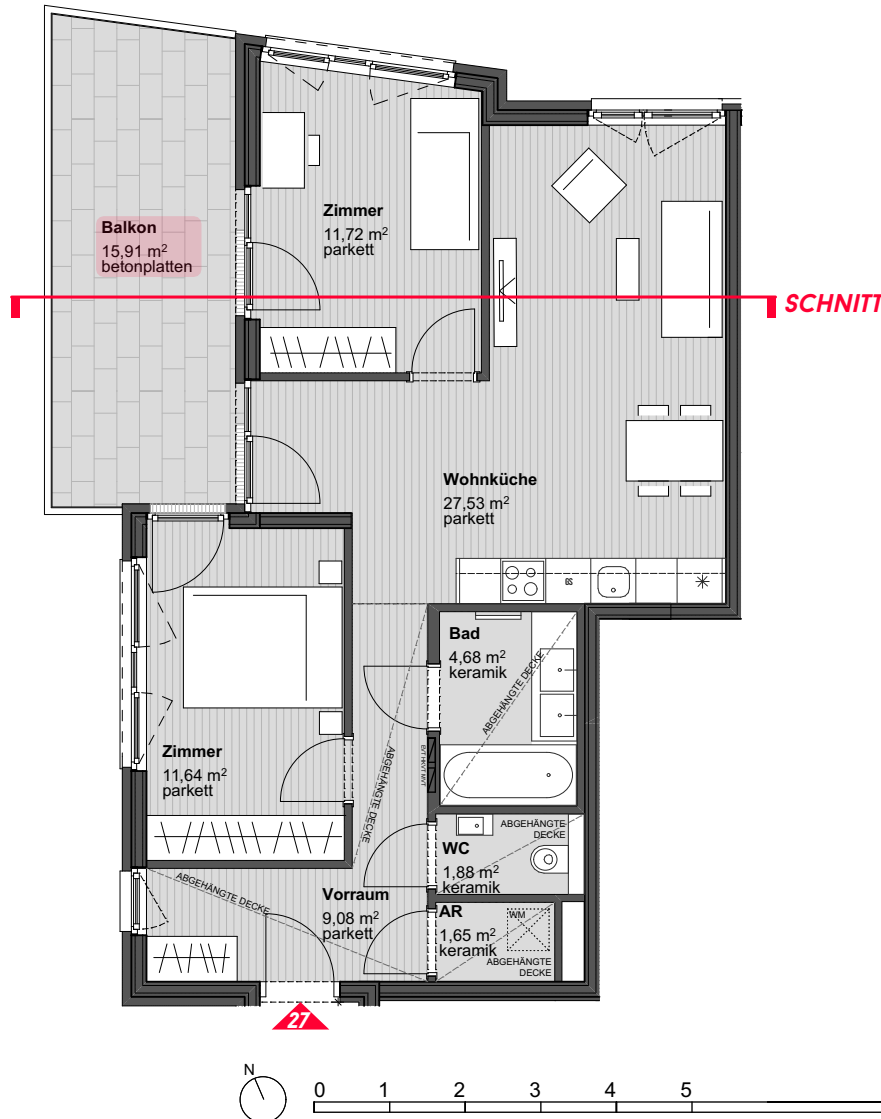 Balkon
15,91 m²
betonplatten
Zimmer
11,72 m²
parkett
SCHNITT
Wohnküche
27,53 m²
parkett
GS
Bad
4,68 m²
keramik
ABGEHÄNGTE DECKE
Zimmer
11,64 m²
parkett
ABGEHÄNGTE DECKE
ABGEHÄNGTE
DECKE
WC
1,88 m²
keramik
ABGEHÄNGTE DECKE
Vorraum
9,08 m²
parkett
AR
1,65 m²
keramik
WM
ABGEHÄNGTE
DECKE
27
N
0 1 2 3 4 5